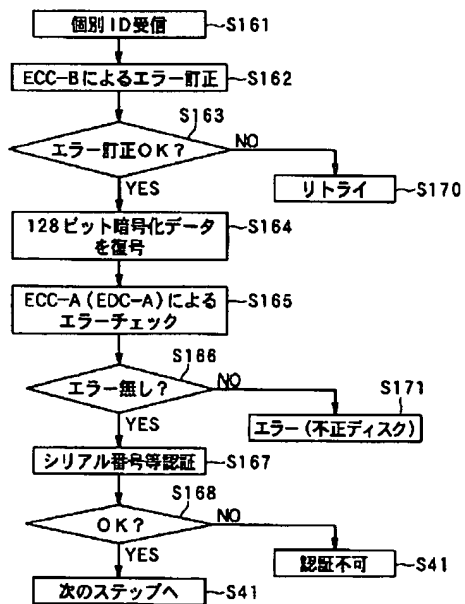 個別ID受信 S161
ECC-Bによるエラー訂正 S162
S163
エラー訂正OK? NO
YES
リトライ S170
128ビット暗号化データ
を復号
S164
ECC-A(EDC-A)による
エラーチェック
S165
S166
エラー無し? NO
S171
YES
エラー(不正ディスク)
シリアル番号等認証 S167
S168
OK? NO
YES
認証不可 S41
次のステップへ S41